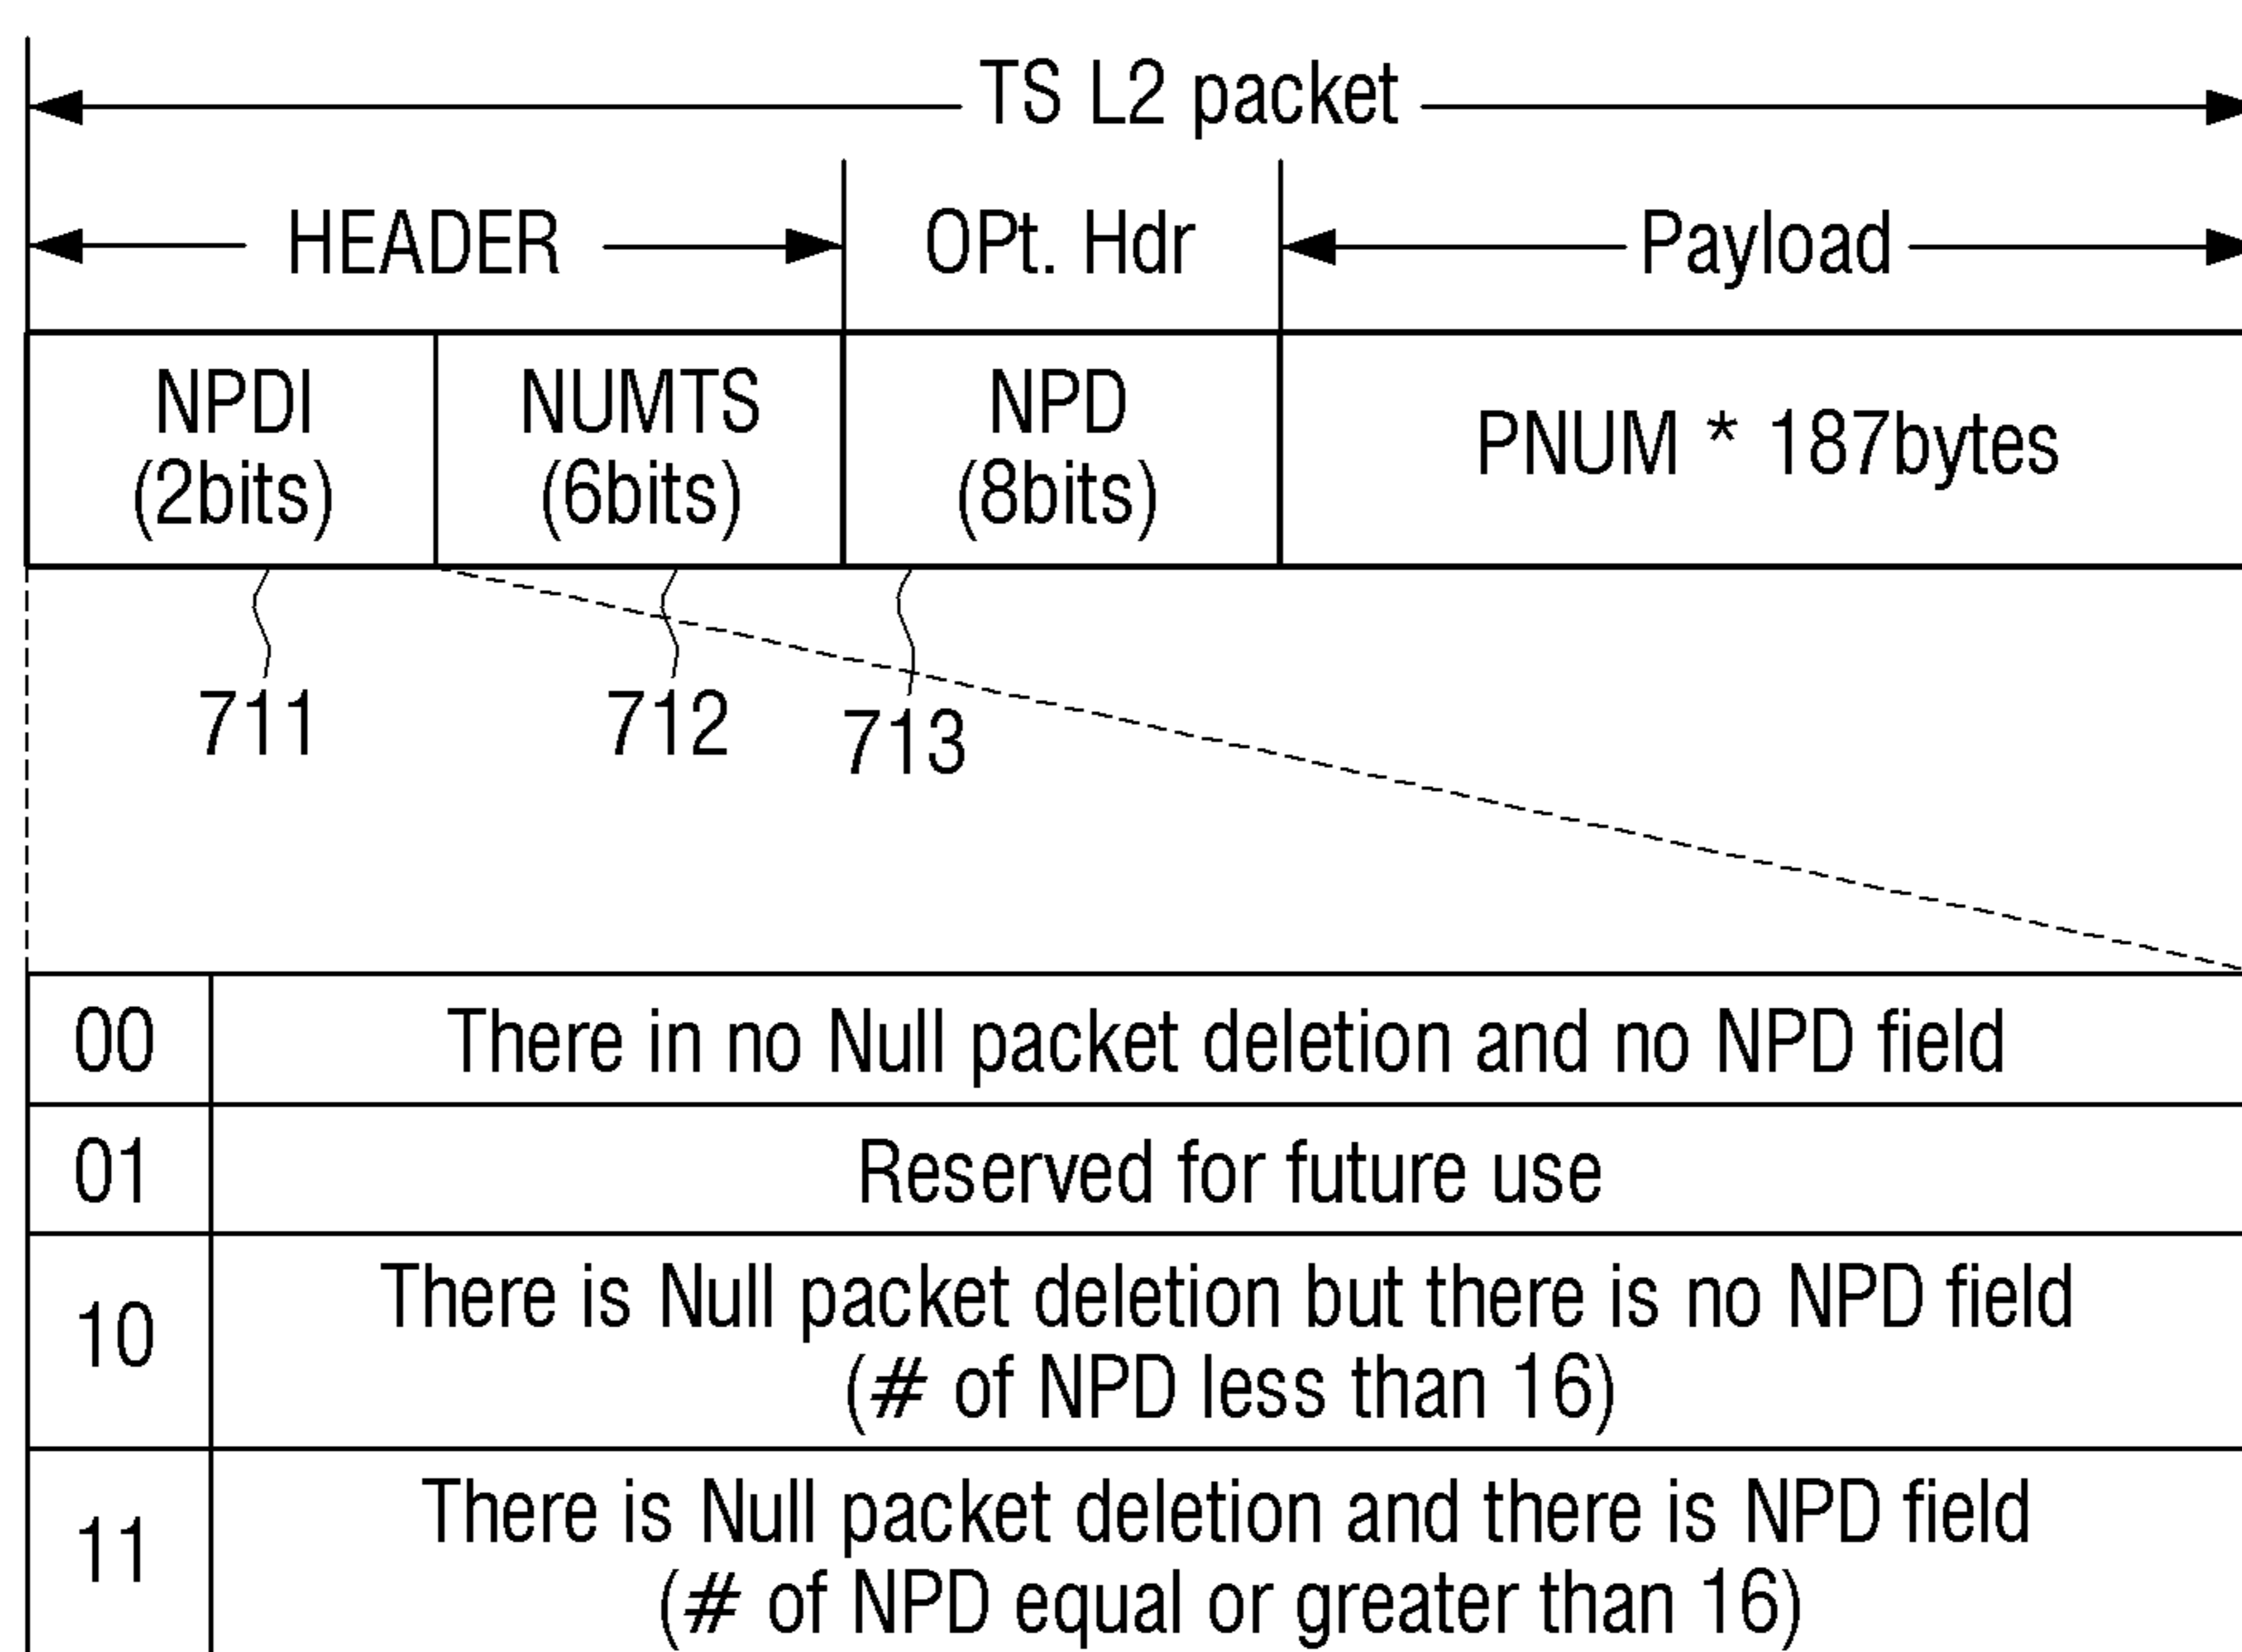 TS L2 packet
HEADER
OPt. Hdr
Payload
NPDI
(2bits)
NUMTS
(6bits)
NPD
(8bits)
PNUM * 187bytes
711
712
713
00
There in no Null packet deletion and no NPD field
01
Reserved for future use
10
There is Null packet deletion but there is no NPD field
(# of NPD less than 16)
11
There is Null packet deletion and there is NPD field
(# of NPD equal or greater than 16)